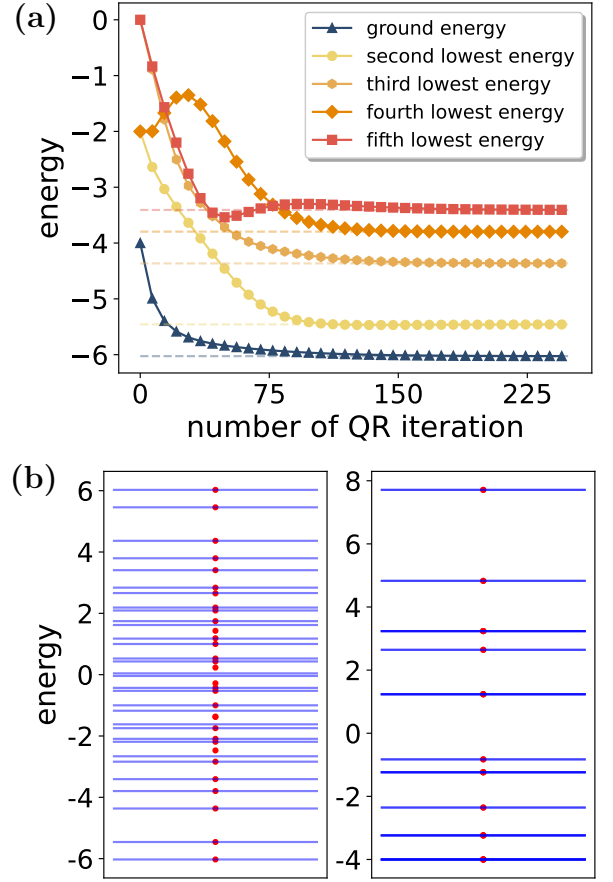 (a)
0
−1
−2
−3
−4
−5
−6
energy
ground energy
second lowest energy
third lowest energy
fourth lowest energy
fifth lowest energy
0 75 150 225
number of QR iteration
(b)
6
4
2
0
-2
-4
-6
energy
8
6
4
2
0
-2
-4